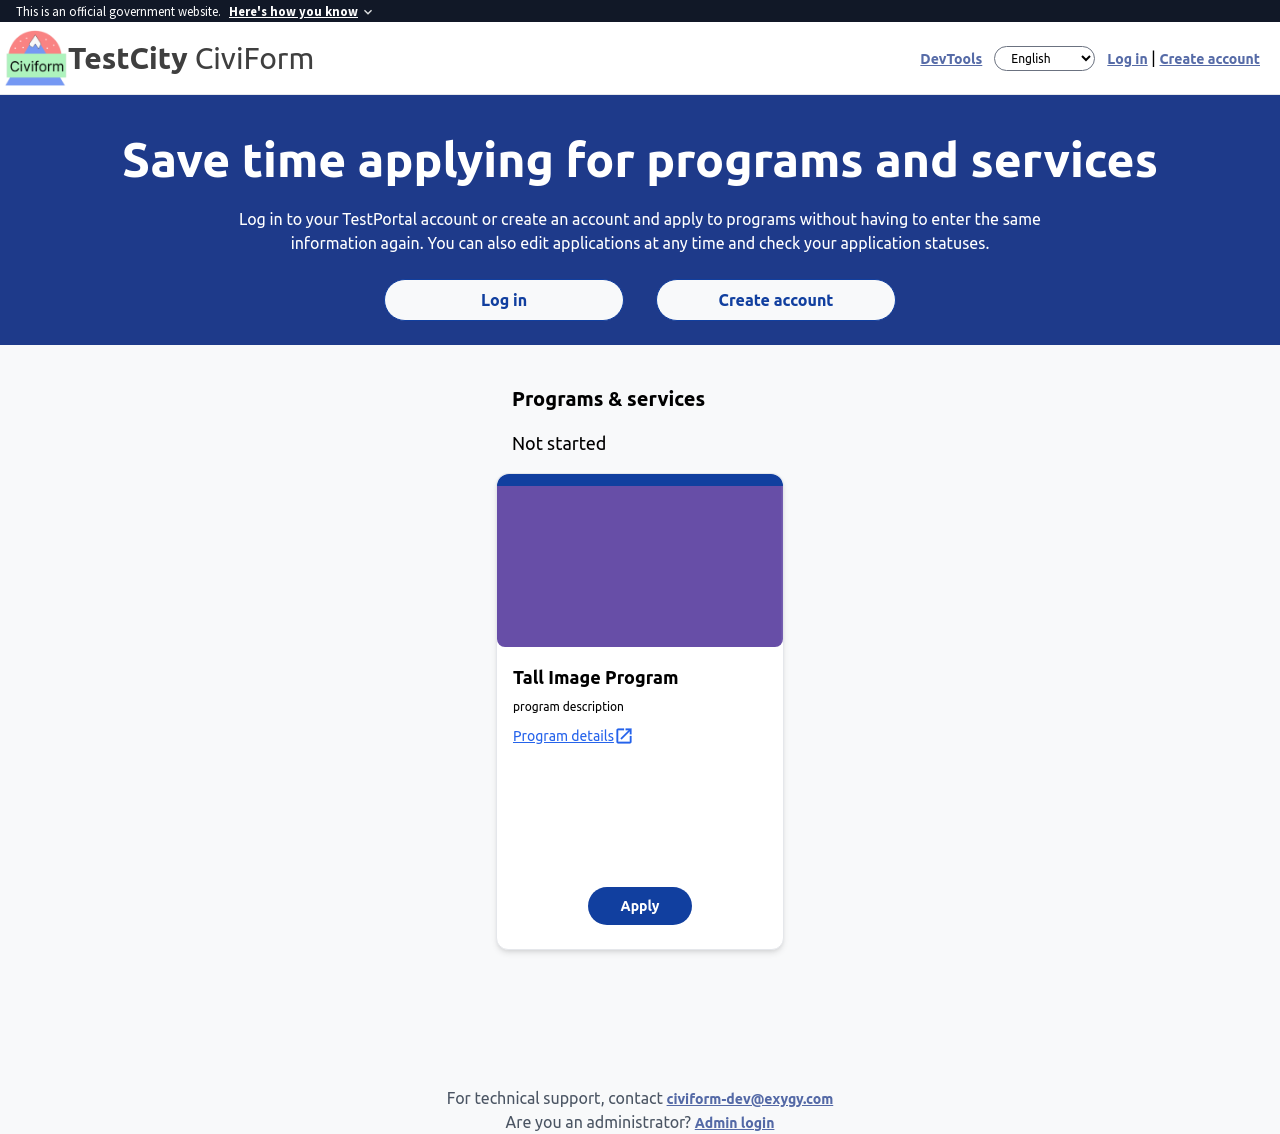 This is an official government website. Here's how you know
Civiform
TestCity CiviForm
DevTools English Log in | Create account
Save time applying for programs and services
Log in to your TestPortal account or create an account and apply to programs without having to enter the same
information again. You can also edit applications at any time and check your application statuses.
Log in Create account
Programs & services
Not started
Tall Image Program
program description
Program details
Apply
For technical support, contact civiform-dev@exygy.com
Are you an administrator? Admin login